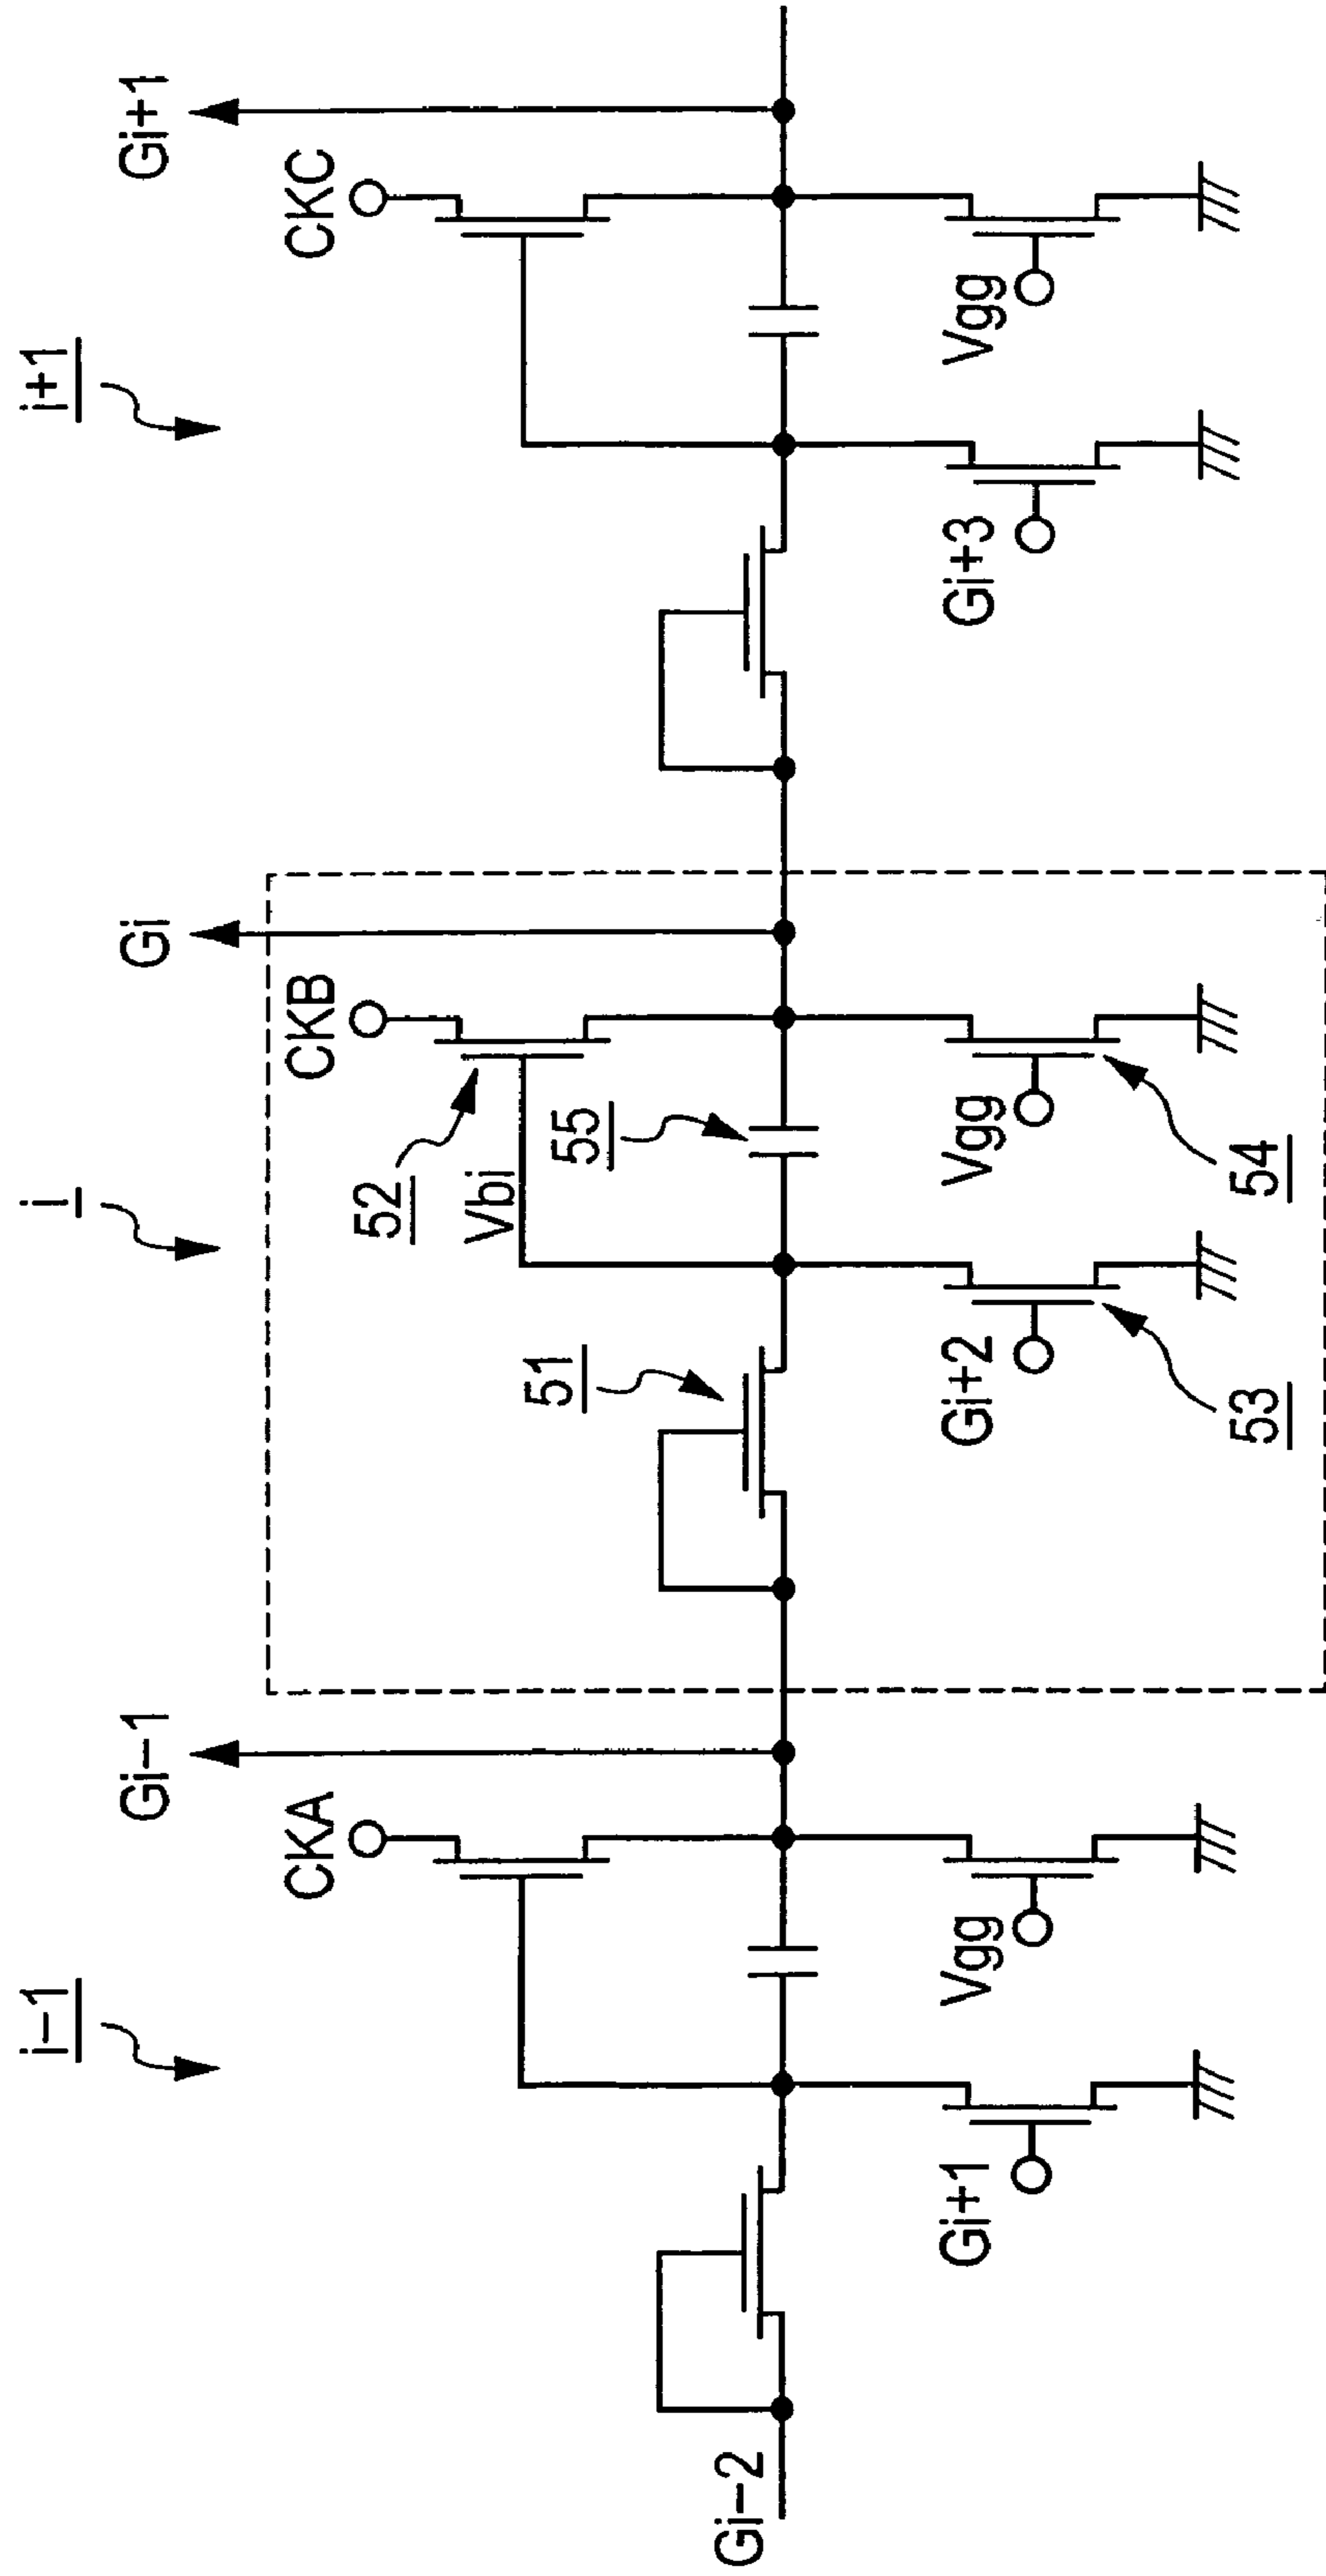 i−1
i
i+1
Gi−1
Gi
Gi+1
CKA
CKB
CKC
52
Vbi
55
51
Gi−2
Gi+1
Vgg
Gi+2
Vgg
Gi+3
Vgg
53
54